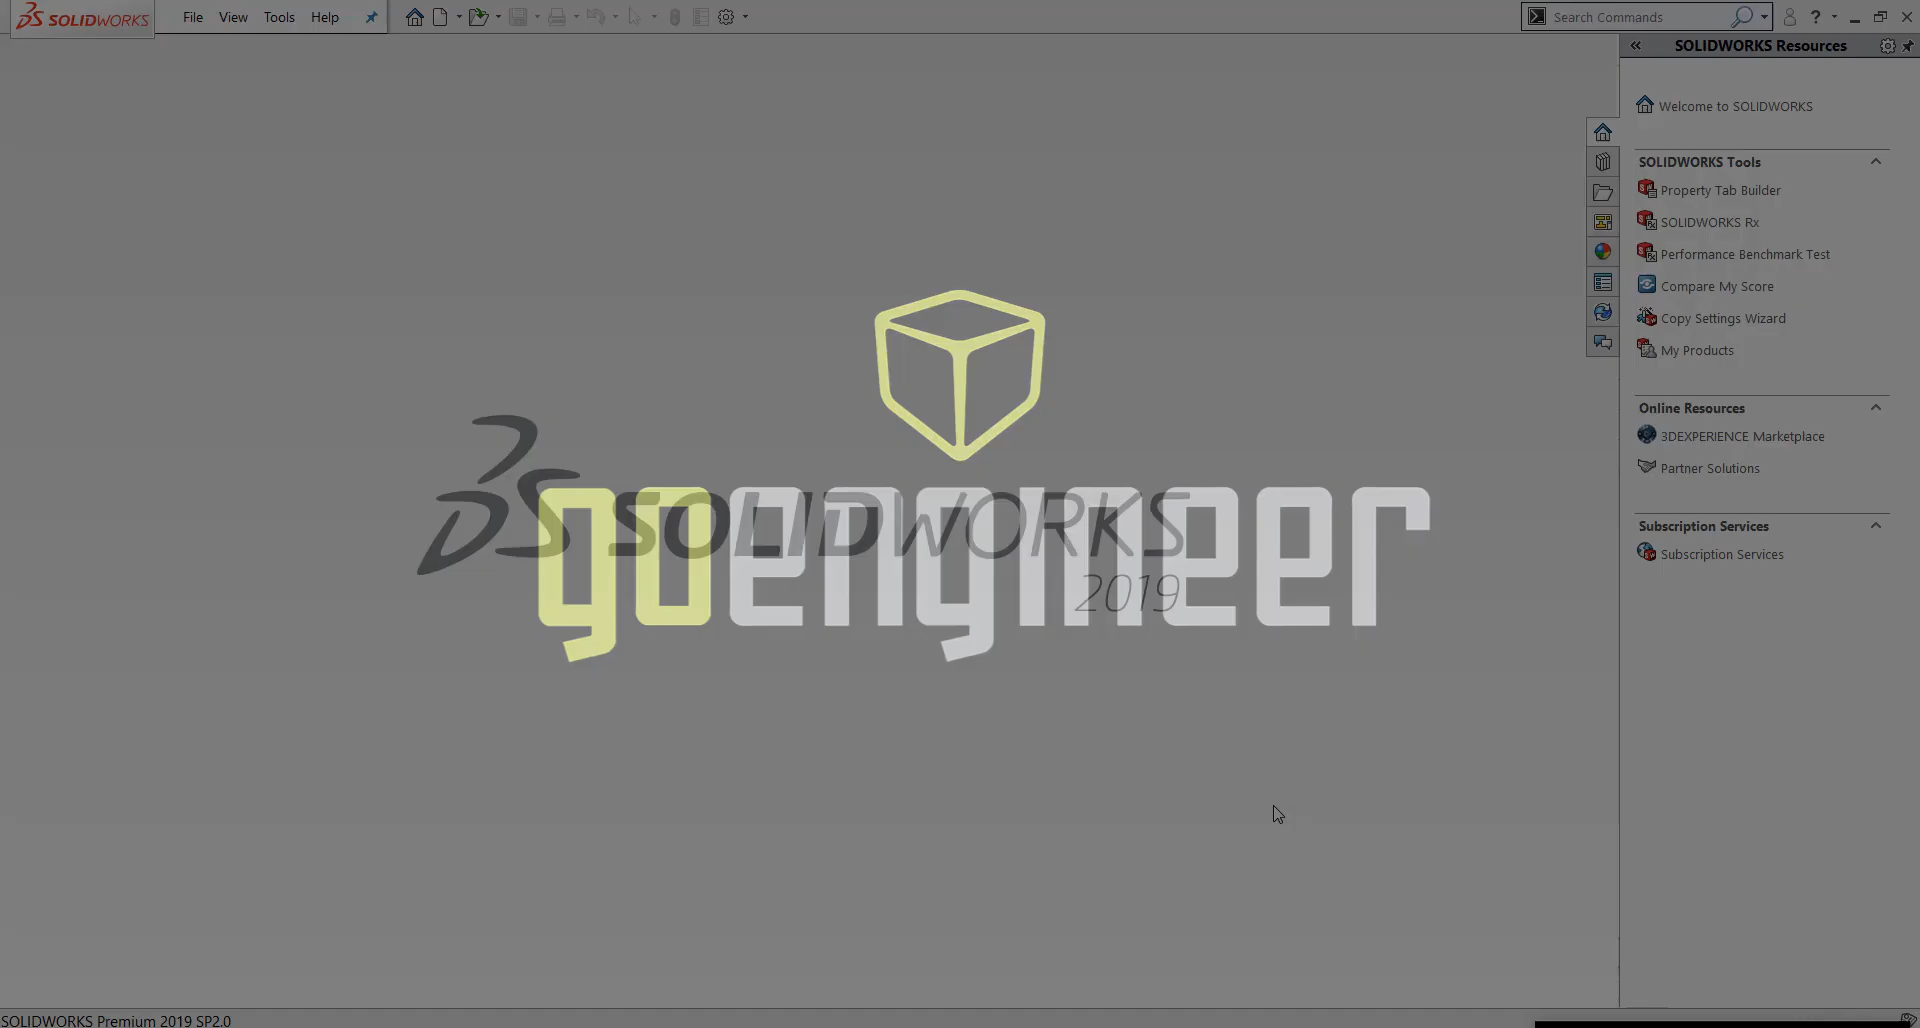 SOLIDWORKS
File View Tools Help
Search Commands
?
SOLIDWORKS Resources
Welcome to SOLIDWORKS
SOLIDWORKS Tools
Property Tab Builder
SOLIDWORKS Rx
Performance Benchmark Test
Compare My Score
Copy Settings Wizard
My Products
Online Resources
3DEXPERIENCE Marketplace
Partner Solutions
Subscription Services
Subscription Services
SOLIDWORKS
2019
goengineer
SOLIDWORKS Premium 2019 SP2.0